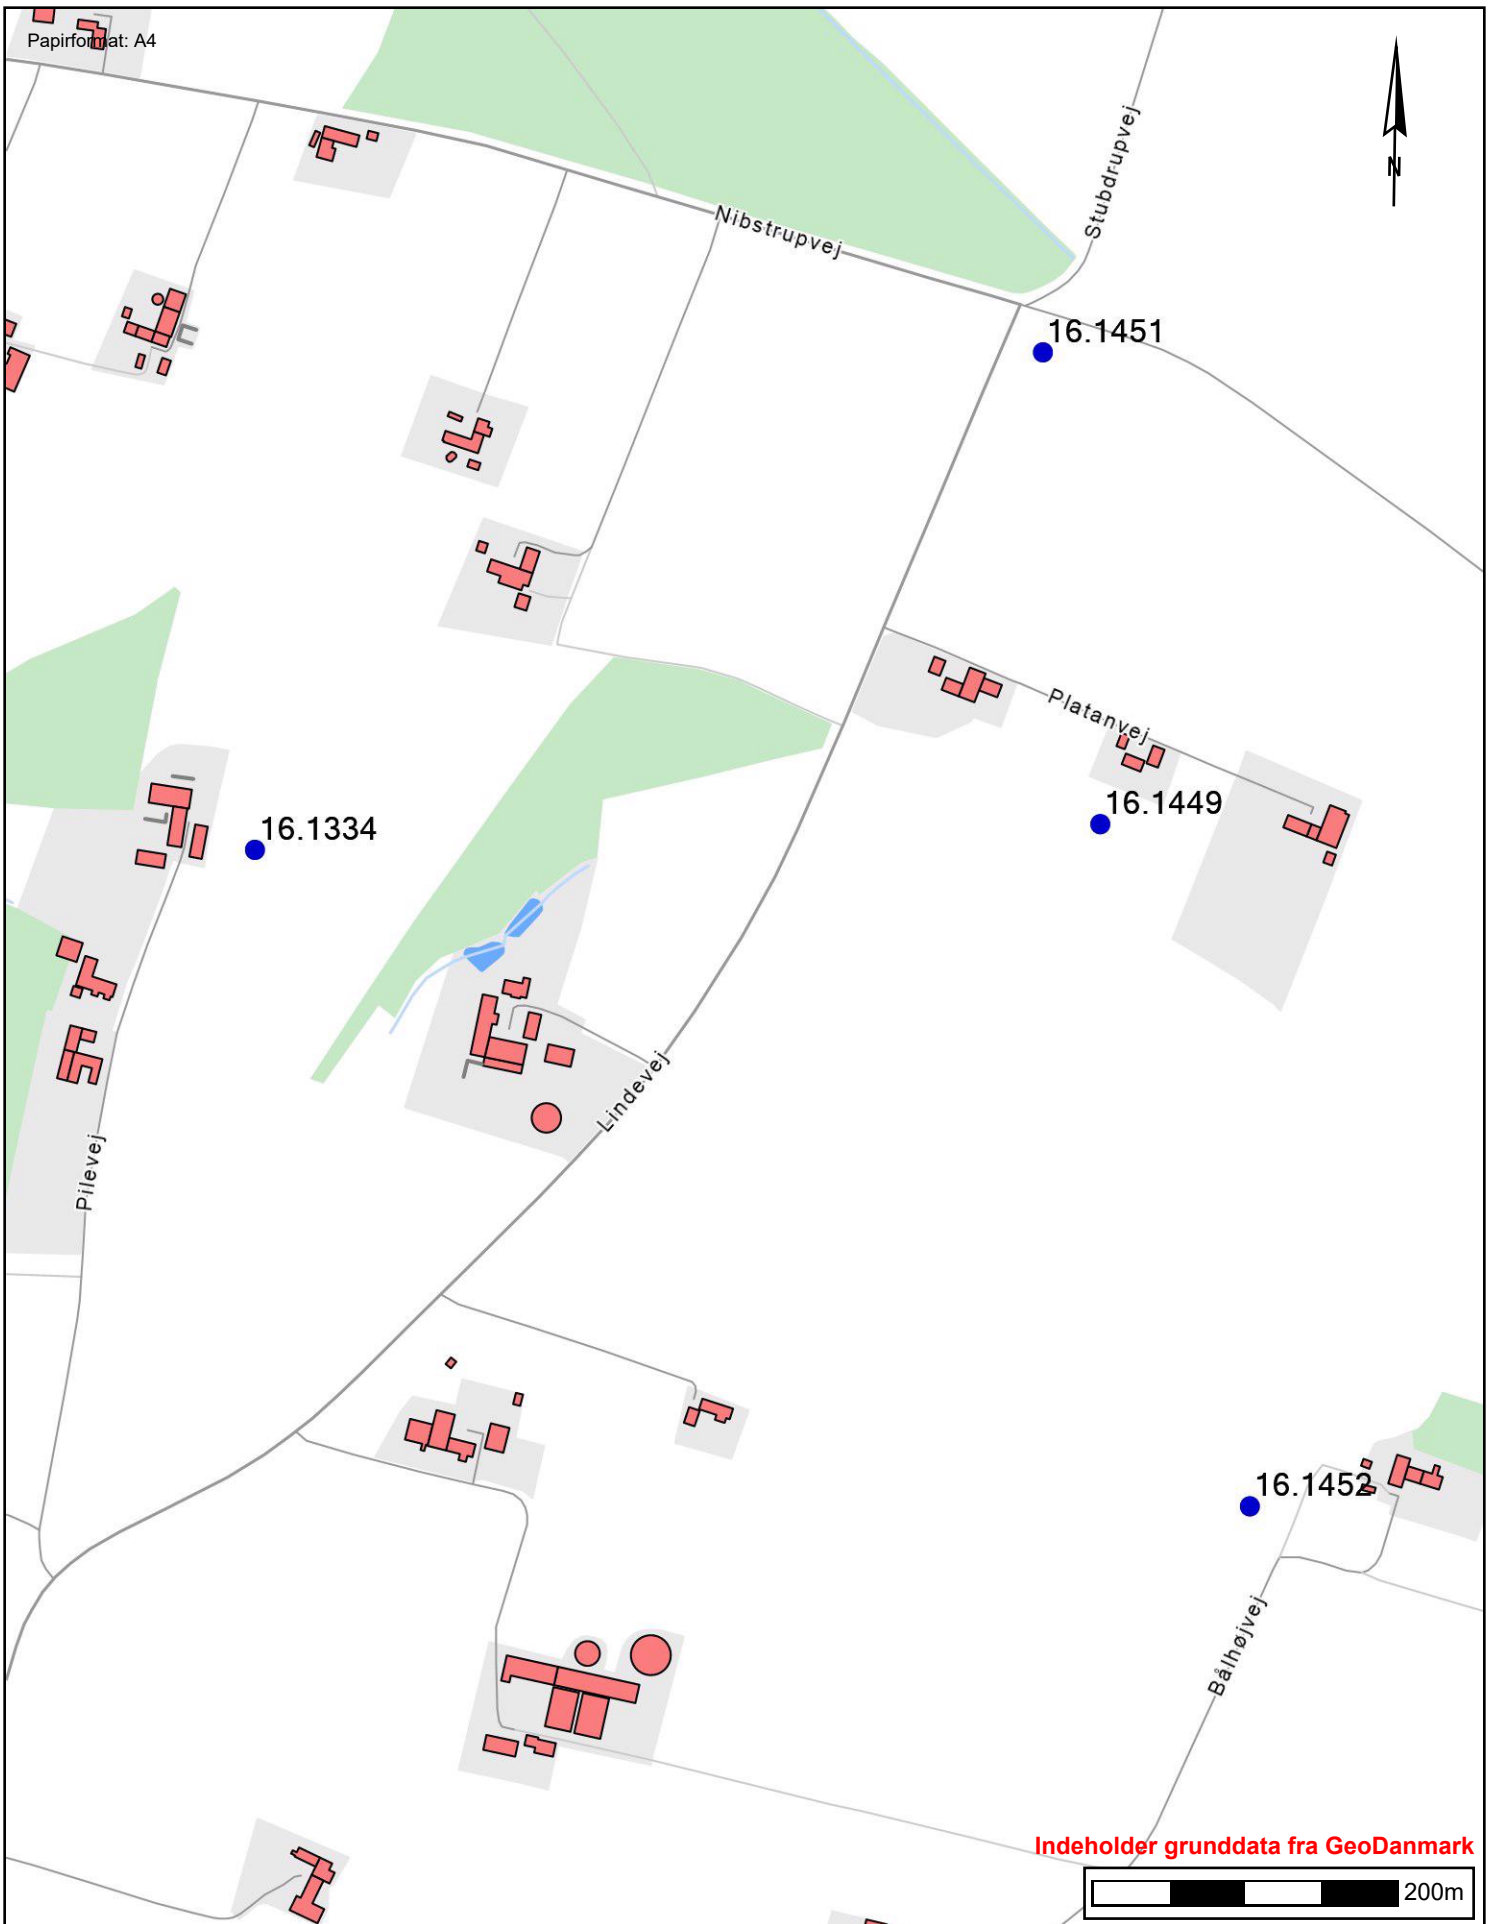 Papirformat: A4
N
Stubdrupvej
Nibstrupvej
16.1451
Platanvej
16.1449
16.1334
Lindevej
Pilevej
16.1452
Bålhøjvej
Indeholder grunddata fra GeoDanmark
200m